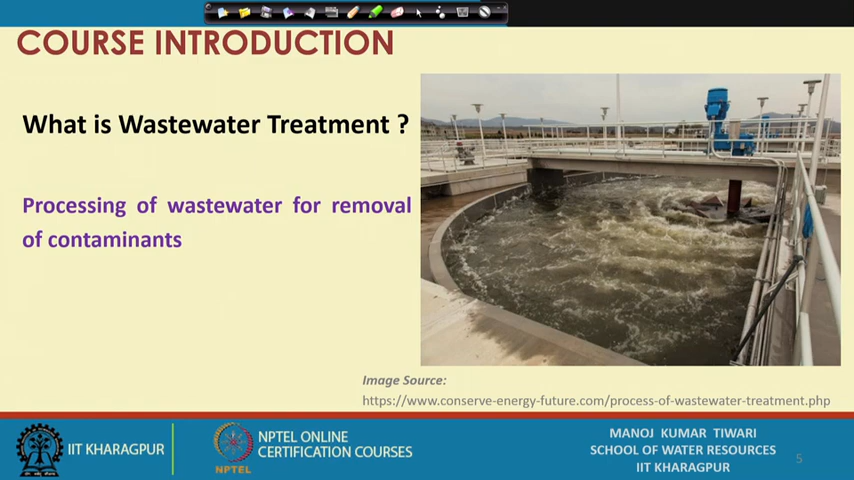 COURSE INTRODUCTION
What is Wastewater Treatment ?
Processing of wastewater for removal
of contaminants
Image Source:
https://www.conserve-energy-future.com/process-of-wastewater-treatment.php
IIT KHARAGPUR
NPTEL
NPTEL ONLINE
CERTIFICATION COURSES
MANOJ KUMAR TIWARI
SCHOOL OF WATER RESOURCES
IIT KHARAGPUR
5